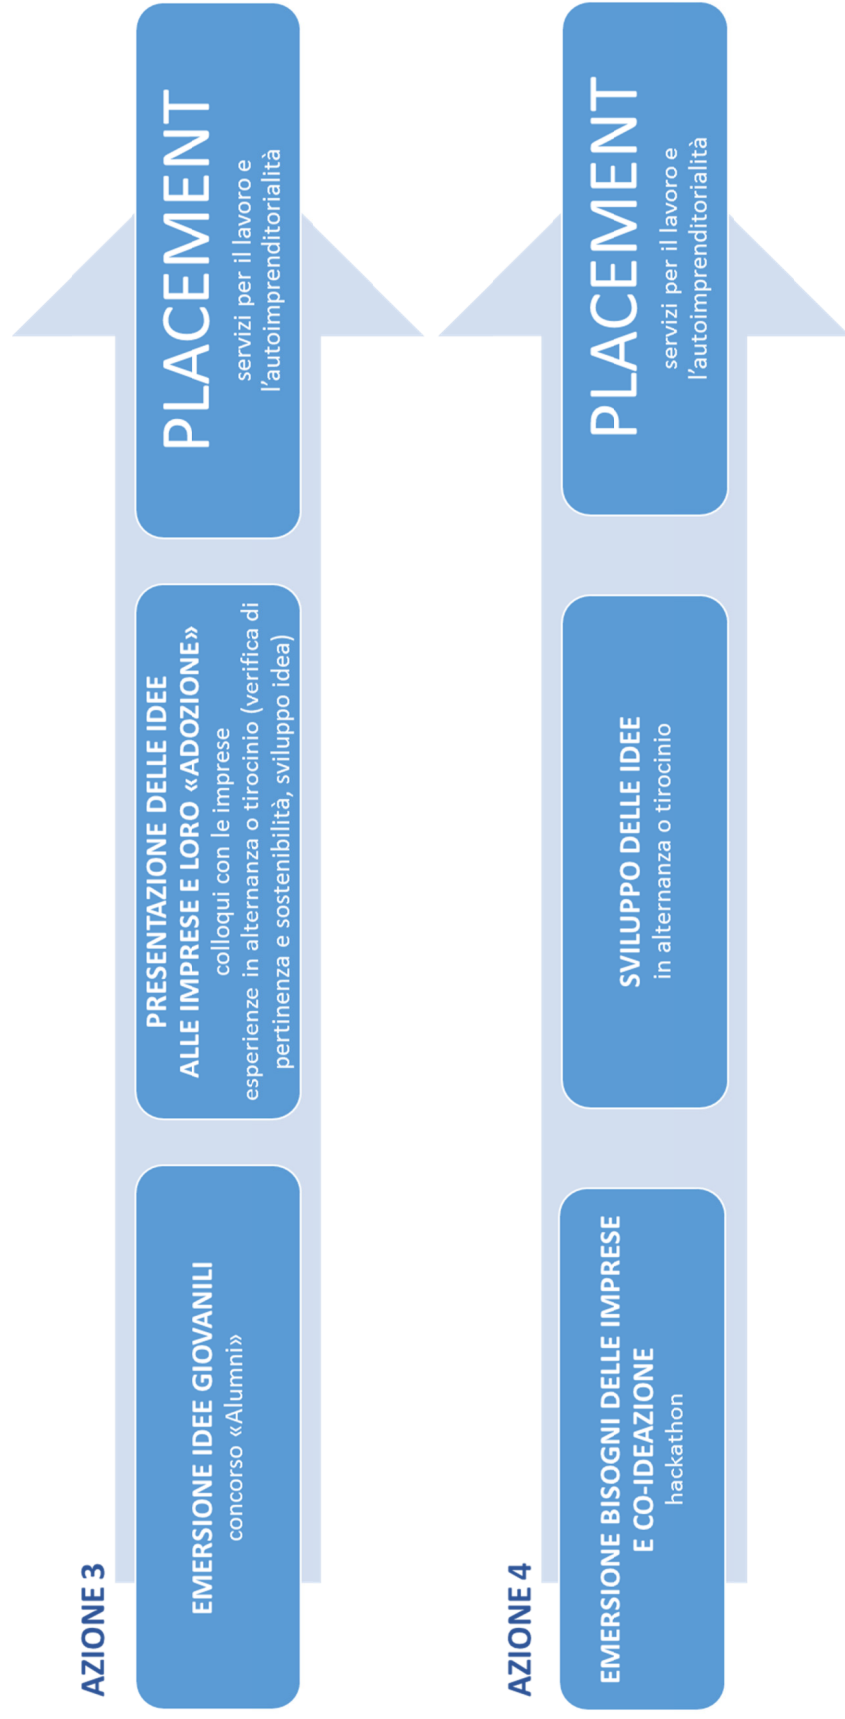 AZIONE 3
EMERSIONE IDEE GIOVANILI
concorso «Alumni»
PRESENTAZIONE DELLE IDEE
ALLE IMPRESE E LORO «ADOZIONE»
colloqui con le imprese
esperienze in alternanza o tirocinio (verifica di
pertinenza e sostenibilità, sviluppo idea)
PLACEMENT
servizi per il lavoro e
l'autoimprenditorialità
AZIONE 4
EMERSIONE BISOGNI DELLE IMPRESE
E CO-IDEAZIONE
hackathon
SVILUPPO DELLE IDEE
in alternanza o tirocinio
PLACEMENT
servizi per il lavoro e
l'autoimprenditorialità